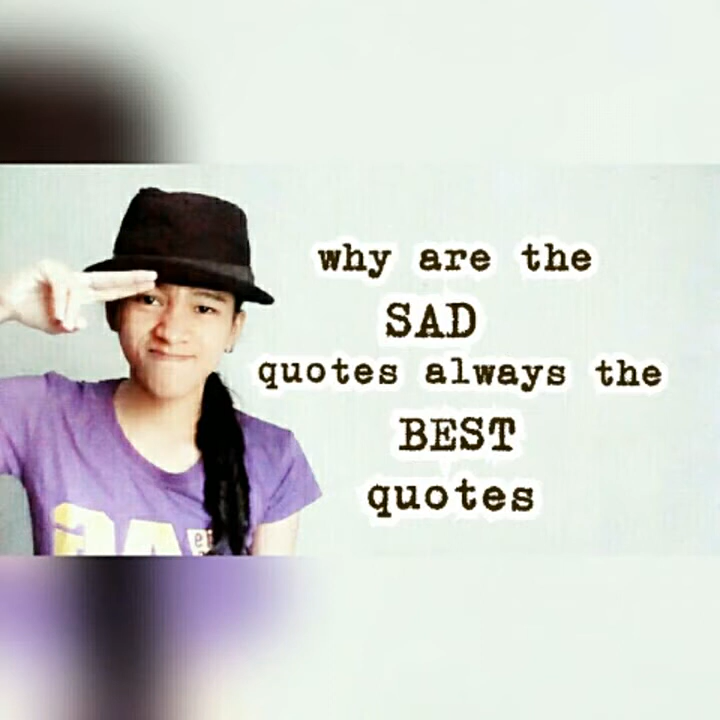 why are the
SAD
quotes always the
BEST
quotes